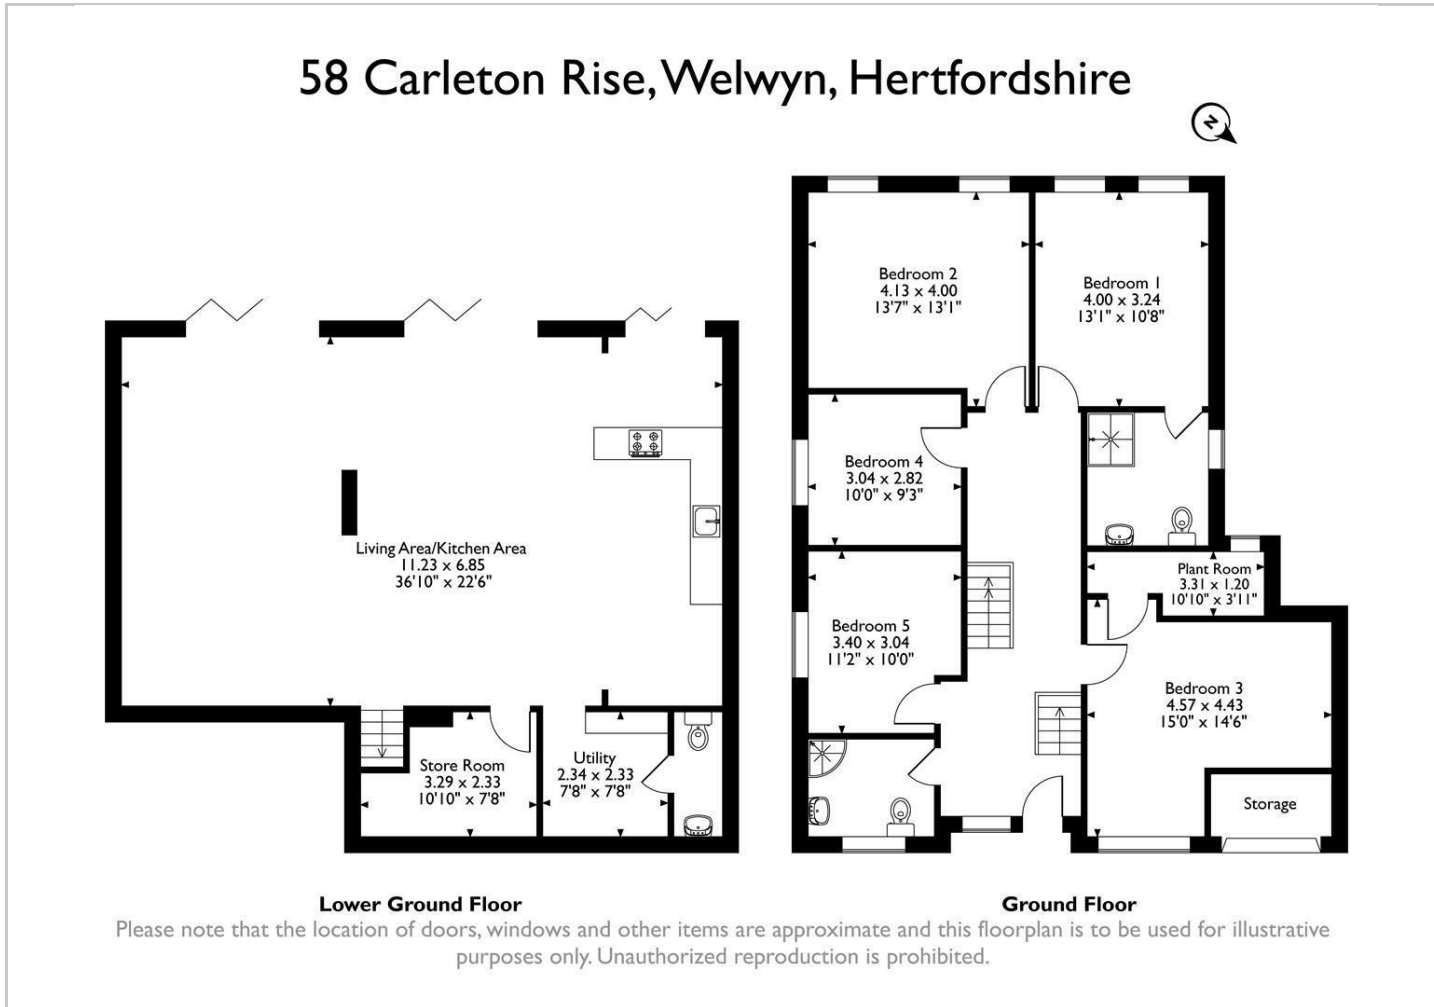 58 Carleton Rise, Welwyn, Hertfordshire
N
Bedroom 2
4.13 x 4.00
13'7" x 13'1"
Bedroom 1
4.00 x 3.24
13'1" x 10'8"
Bedroom 4
3.04 x 2.82
10'0" x 9'3"
Living Area/Kitchen Area
11.23 x 6.85
36'10" x 22'6"
Plant Room
3.31 x 1.20
10'10" x 3'11"
Bedroom 5
3.40 x 3.04
11'2" x 10'0"
Bedroom 3
4.57 x 4.43
15'0" x 14'6"
Store Room
3.29 x 2.33
10'10" x 7'8"
Utility
2.34 x 2.33
7'8" x 7'8"
Storage
Lower Ground Floor
Ground Floor
Please note that the location of doors, windows and other items are approximate and this floorplan is to be used for illustrative
purposes only. Unauthorized reproduction is prohibited.